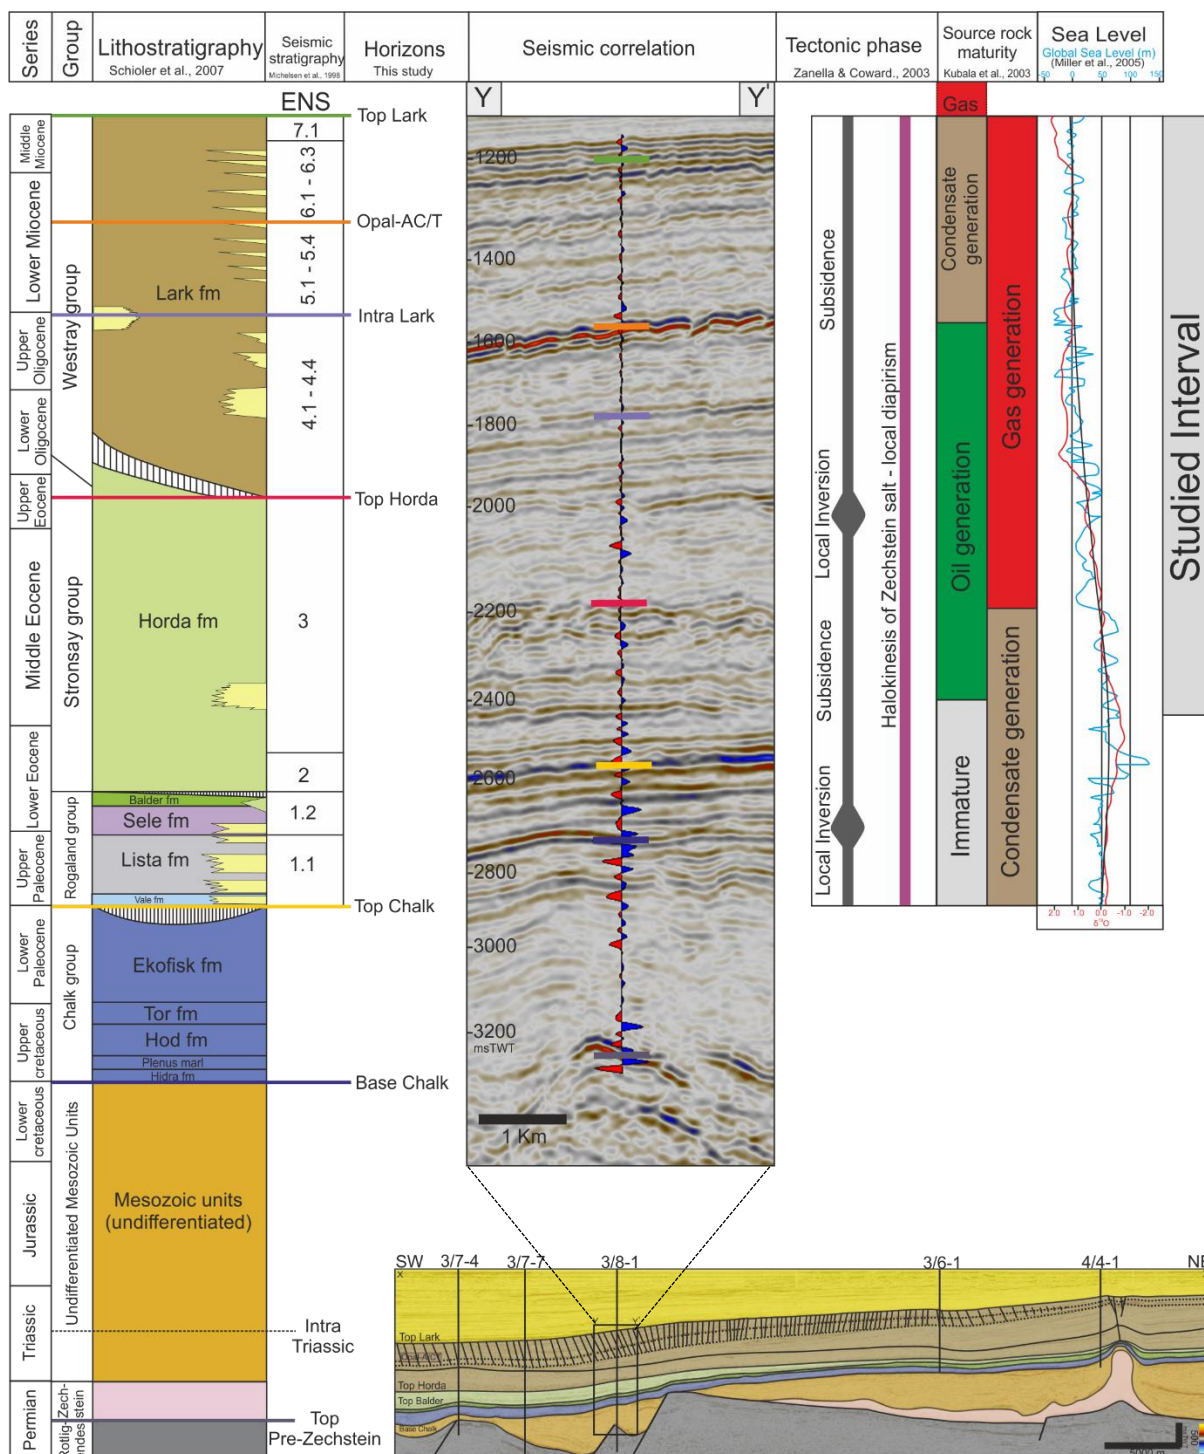 Series
Group
Lithostratigraphy
Schioler et al., 2007
Seismic
stratigraphy
Michelsen et al., 1998
Horizons
This study
Seismic correlation
Tectonic phase
Zanella & Coward., 2003
Source rock
maturity
Kubala et al., 2003
Sea Level
Global Sea Level (m)
(Miller et al., 2005)
-50 0 50 100 150
ENS
Y
Y'
Gas
Top Lark
Opal-AC/T
Intra Lark
Top Horda
Top Chalk
Base Chalk
Intra
Triassic
Top
Pre-Zechstein
Middle
Miocene
Lower Miocene
Upper
Oligocene
Lower
Oligocene
Upper
Eocene
Middle Eocene
Lower Eocene
Upper
Paleocene
Lower
Paleocene
Upper
cretaceous
Lower
cretaceous
Jurassic
Triassic
Permian
Zech-
stein
Rotlig-
endes
Westray group
Stronsay group
Rogaland group
Chalk group
Undifferentiated Mesozoic Units
Lark fm
Horda fm
Balder fm
Sele fm
Lista fm
Vale fm
Ekofisk fm
Tor fm
Hod fm
Plenus marl
Hidra fm
Mesozoic units
(undifferentiated)
7.1
6.1 - 6.3
5.1 - 5.4
4.1 - 4.4
3
2
1.2
1.1
-1200
-1400
-1600
-1800
-2000
-2200
-2400
-2600
-2800
-3000
-3200
msTWT
1 Km
Subsidence
Local Inversion
Subsidence
Local Inversion
Halokinesis of Zechstein salt - local diapirism
Condensate
generation
Oil generation
Immature
Gas generation
Condensate generation
2.0 1.0 0.0 -1.0 -2.0
δ18O
Studied Interval
SW 3/7-4 3/7-7 3/8-1 3/6-1 4/4-1 NE
X
Top Lark
Top Horda
Top Balder
Base Chalk